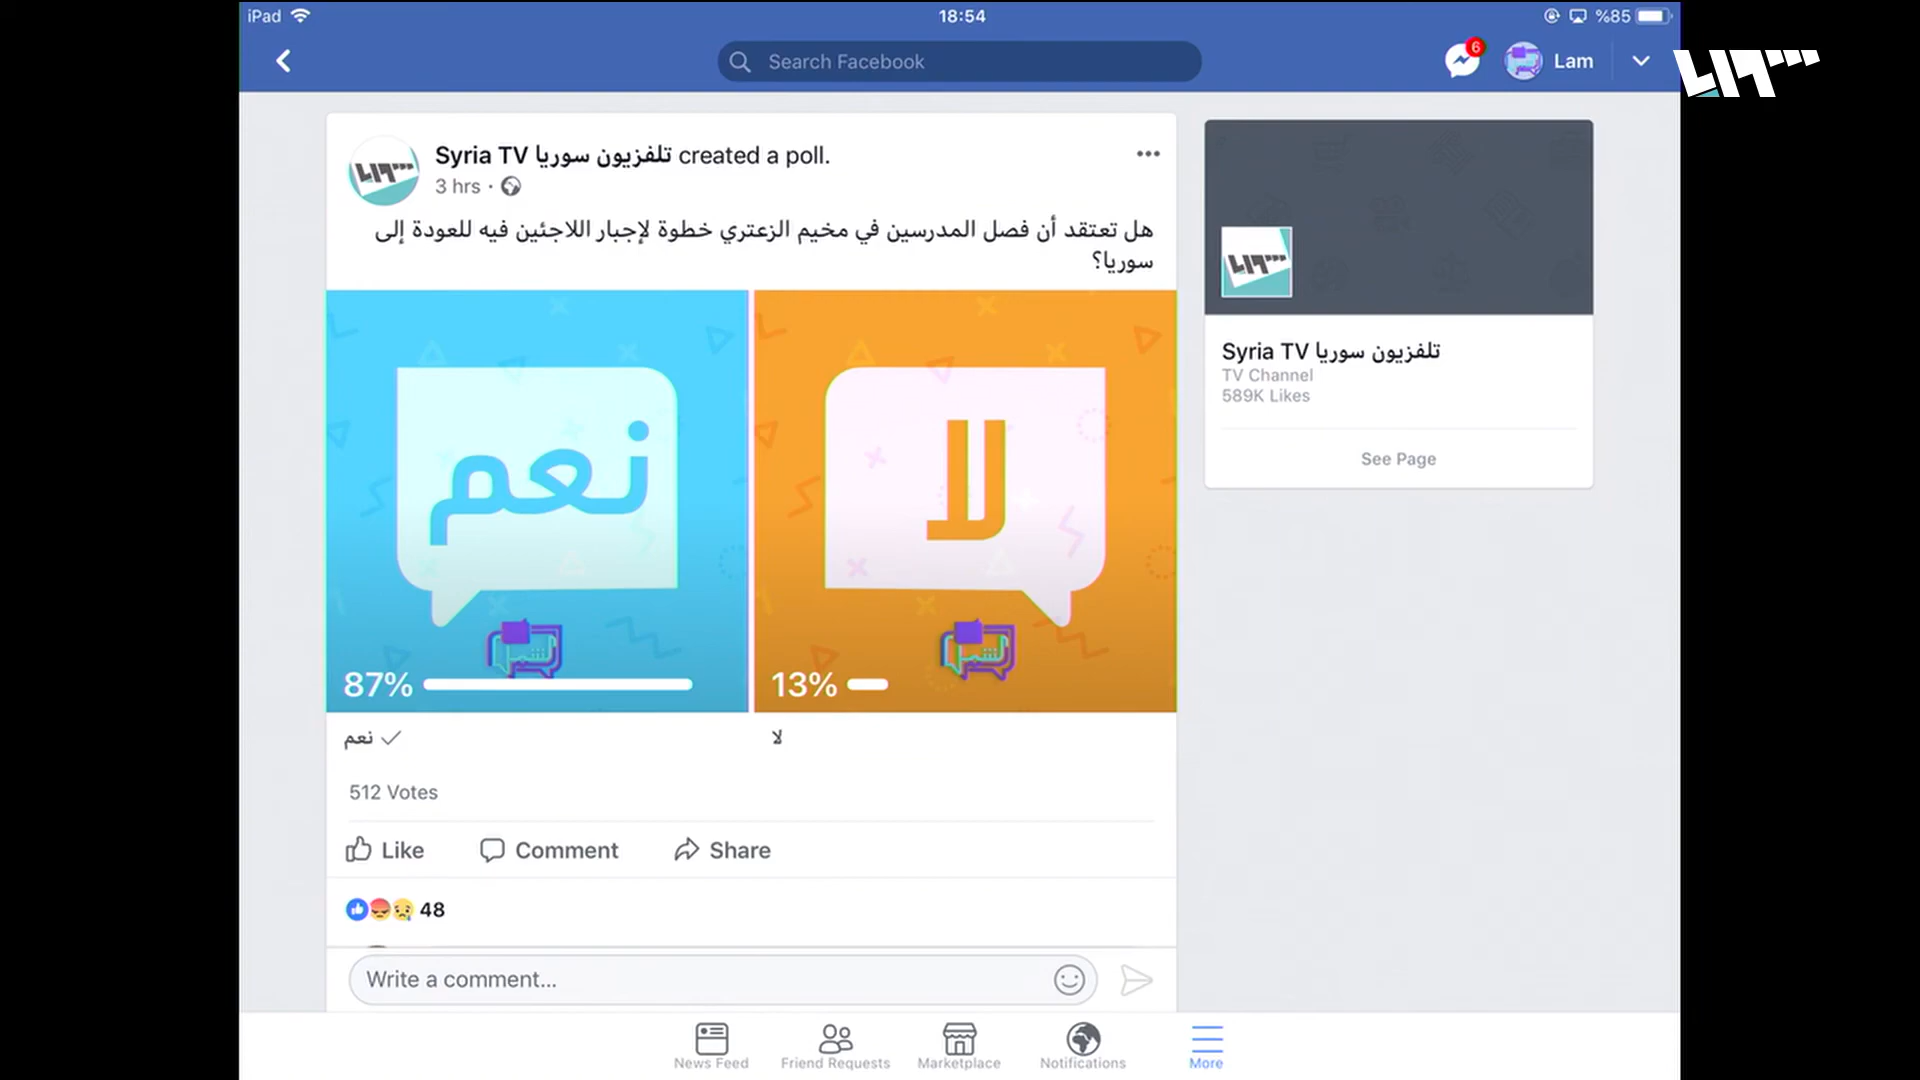 iPad
18:54
%85
Search Facebook
6
Lam
Syria TV تلفزيون سوريا created a poll.
3 hrs ·
هل تعتقد أن فصل المدرسين في مخيم الزعتري خطوة لإجبار اللاجئين فيه للعودة إلى
سوريا؟
نعم
لا
87%
13%
نعم
لا
512 Votes
Like
Comment
Share
48
Write a comment...
Syria TV تلفزيون سوريا
TV Channel
589K Likes
See Page
News Feed
Friend Requests
Marketplace
Notifications
More